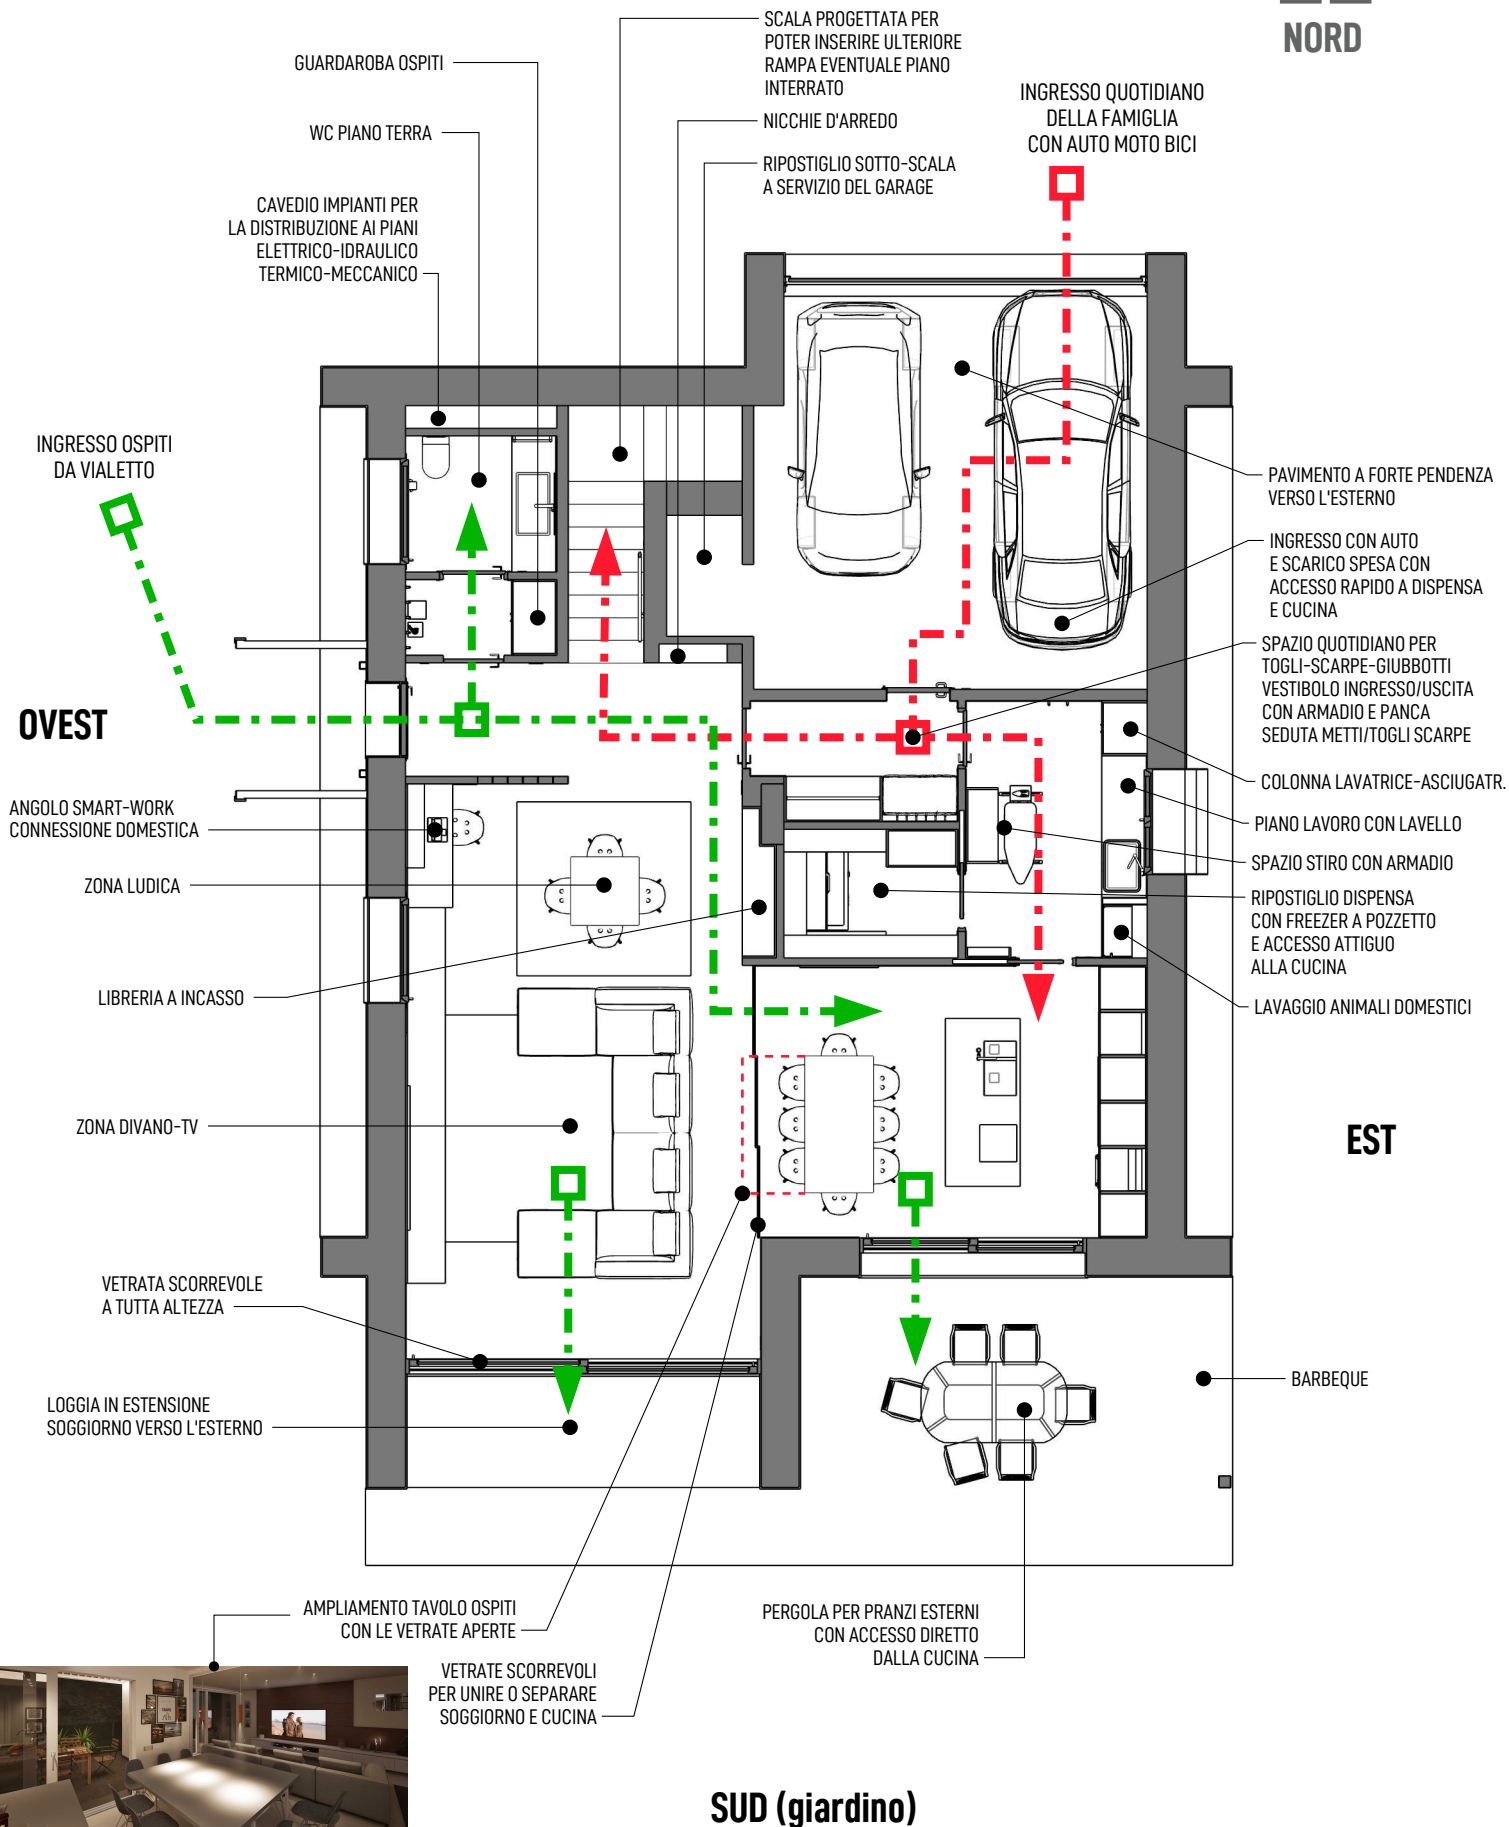 NORD
SCALA PROGETTATA PER
POTER INSERIRE ULTERIORE
RAMPA EVENTUALE PIANO
INTERRATO
GUARDAROBA OSPITI
NICCHIE D'ARREDO
WC PIANO TERRA
RIPOSTIGLIO SOTTO-SCALA
A SERVIZIO DEL GARAGE
INGRESSO QUOTIDIANO
DELLA FAMIGLIA
CON AUTO MOTO BICI
CAVEDIO IMPIANTI PER
LA DISTRIBUZIONE AI PIANI
ELETTRICO-IDRAULICO
TERMICO-MECCANICO
INGRESSO OSPITI
DA VIALETTO
PAVIMENTO A FORTE PENDENZA
VERSO L'ESTERNO
INGRESSO CON AUTO
E SCARICO SPESA CON
ACCESSO RAPIDO A DISPENSA
E CUCINA
SPAZIO QUOTIDIANO PER
TOGLI-SCARPE-GIUBBOTTI
VESTIBOLO INGRESSO/USCITA
CON ARMADIO E PANCA
SEDUTA METTI/TOGLI SCARPE
OVEST
COLONNA LAVATRICE-ASCIUGATR.
ANGOLO SMART-WORK
CONNESSIONE DOMESTICA
PIANO LAVORO CON LAVELLO
SPAZIO STIRO CON ARMADIO
ZONA LUDICA
RIPOSTIGLIO DISPENSA
CON FREEZER A POZZETTO
E ACCESSO ATTIGUO
ALLA CUCINA
LIBRERIA A INCASSO
LAVAGGIO ANIMALI DOMESTICI
ZONA DIVANO-TV
EST
VETRATA SCORREVOLE
A TUTTA ALTEZZA
BARBEQUE
LOGGIA IN ESTENSIONE
SOGGIORNO VERSO L'ESTERNO
AMPLIAMENTO TAVOLO OSPITI
CON LE VETRATE APERTE
PERGOLA PER PRANZI ESTERNI
CON ACCESSO DIRETTO
DALLA CUCINA
VETRATE SCORREVOLI
PER UNIRE O SEPARARE
SOGGIORNO E CUCINA
SUD (giardino)